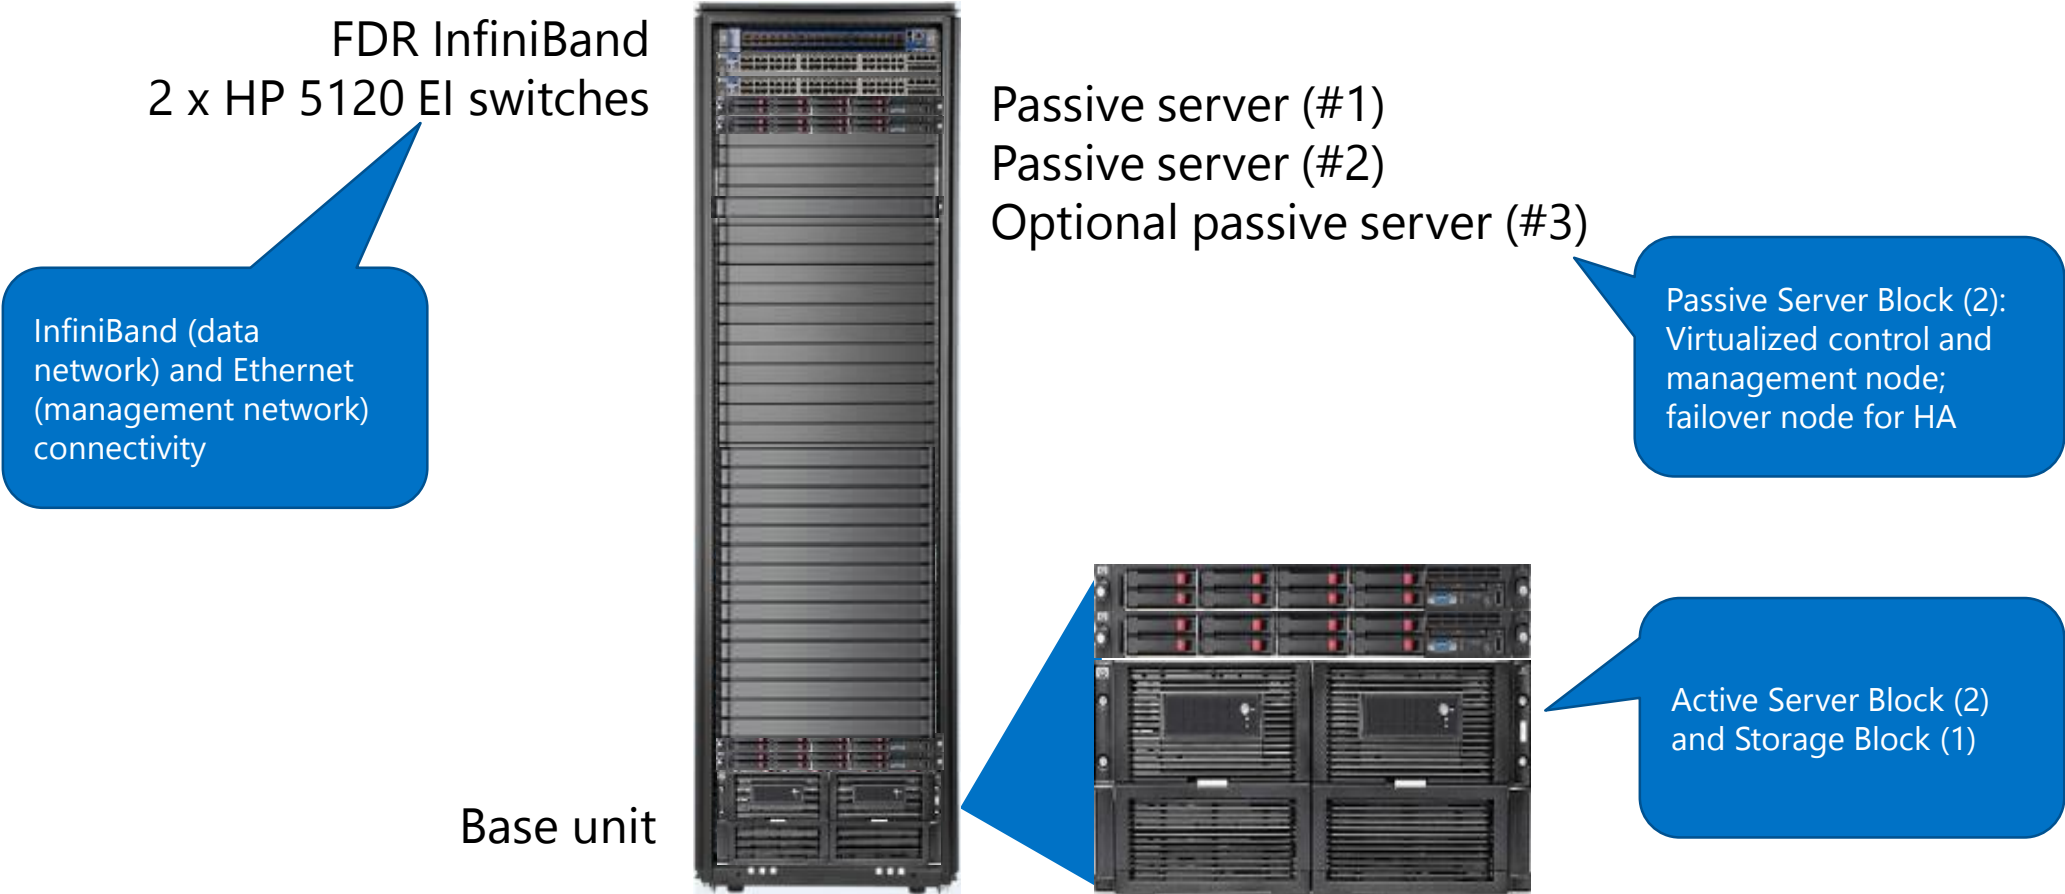 FDR InfiniBand
2 x HP 5120 EI switches
Passive server (#1)
Passive server (#2)
Optional passive server (#3)
InfiniBand (data
network) and Ethernet
(management network)
connectivity
Passive Server Block (2):
Virtualized control and
management node;
failover node for HA
Active Server Block (2)
and Storage Block (1)
Base unit